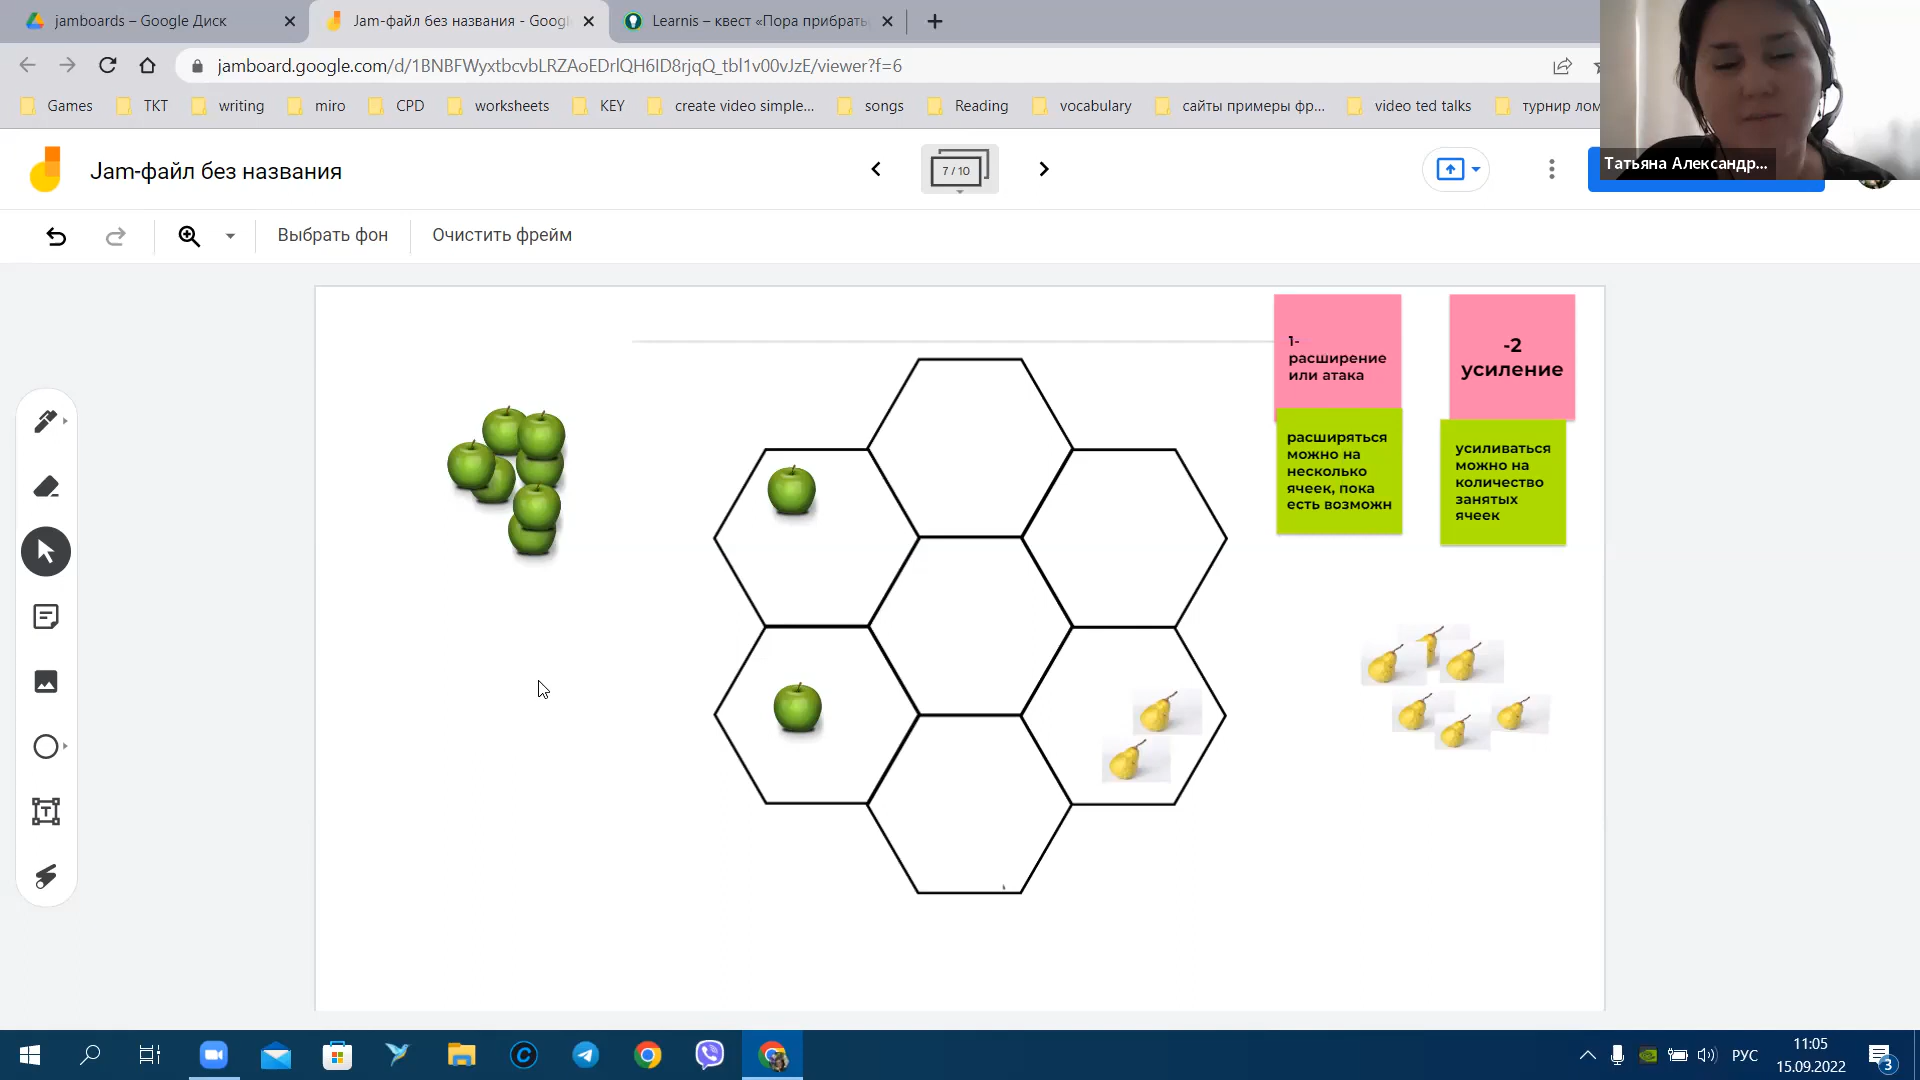 jamboards – Google Диск
Jam-файл без названия - Goog
Learnis – квест «Пора прибрать
jamboard.google.com/d/1BNBFWyxtbcvbLRZAoEDrlQH6ID8rjqQ_tbl1v00vJzE/viewer?f=6
Games
TKT
writing
miro
CPD
worksheets
KEY
create video simple...
songs
Reading
vocabulary
сайты примеры фр...
video ted talks
турнир лом
Татьяна Александр...
Jam-файл без названия
7 / 10
Выбрать фон
Очистить фрейм
1-
расширение
или атака
-2
усиление
расширяться
можно на
несколько
ячеек, пока
есть возможн
усиливаться
можно на
количество
занятых
ячеек
РУС
11:05
15.09.2022
3